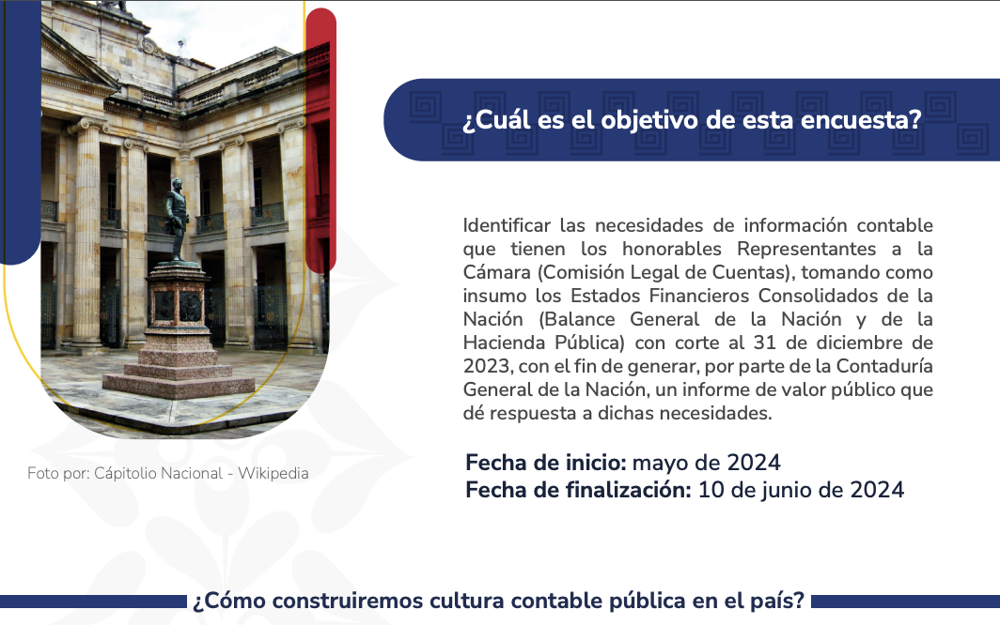 ¿Cuál es el objetivo de esta encuesta?
Identificar las necesidades de información contable
que tienen los honorables Representantes a la
Cámara (Comisión Legal de Cuentas), tomando como
insumo los Estados Financieros Consolidados de la
Nación (Balance General de la Nación y de la
Hacienda Pública) con corte al 31 de diciembre de
2023, con el fin de generar, por parte de la Contaduría
General de la Nación, un informe de valor público que
dé respuesta a dichas necesidades.
Foto por: Cápitolio Nacional - Wikipedia
Fecha de inicio: mayo de 2024
Fecha de finalización: 10 de junio de 2024
¿Cómo construiremos cultura contable pública en el país?